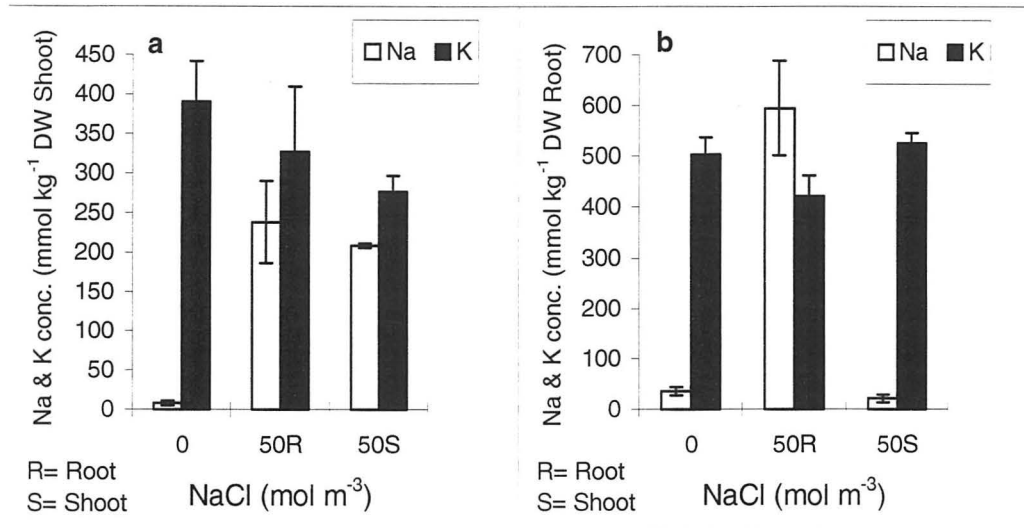 a
Na K
Na & K conc. (mmol kg-1 DW Shoot)
450
400
350
300
250
200
150
100
50
0
0 50R 50S
R= Root
S= Shoot
NaCl (mol m-3)
b
Na K
Na & K conc. (mmol kg-1 DW Root)
700
600
500
400
300
200
100
0
0 50R 50S
R= Root
S= Shoot
NaCl (mol m-3)